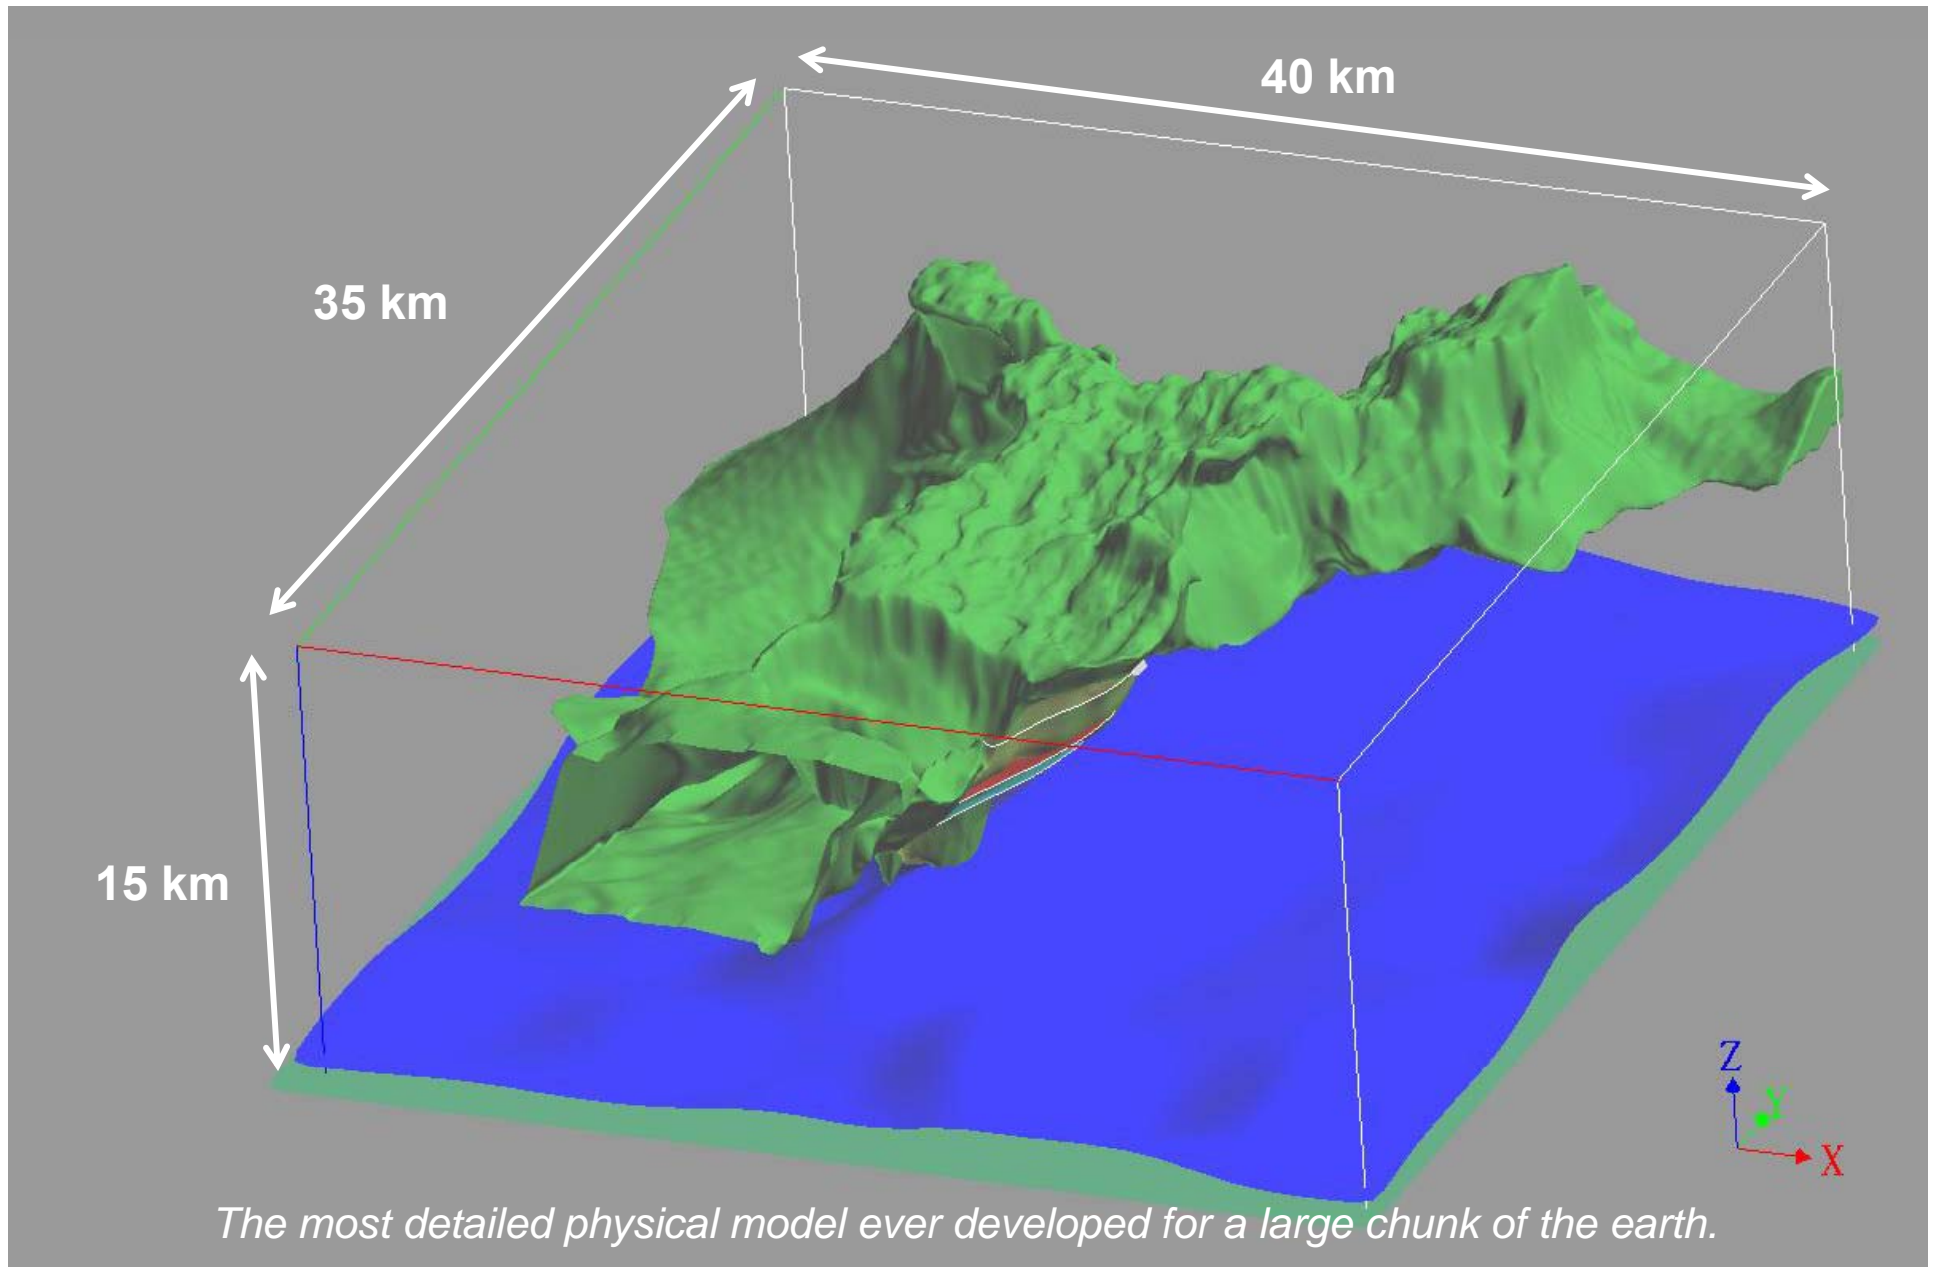 40 km
35 km
15 km
Z
Y
X
The most detailed physical model ever developed for a large chunk of the earth.